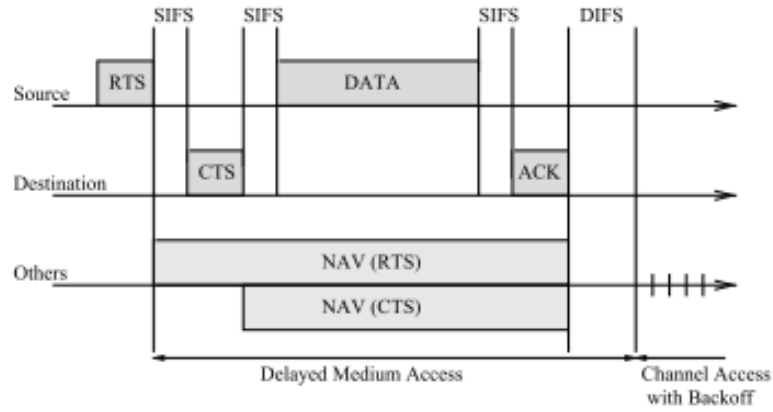 SIFS SIFS SIFS DIFS
RTS DATA
Source
CTS ACK
Destination
NAV (RTS)
Others
NAV (CTS)
Delayed Medium Access Channel Access
with Backoff